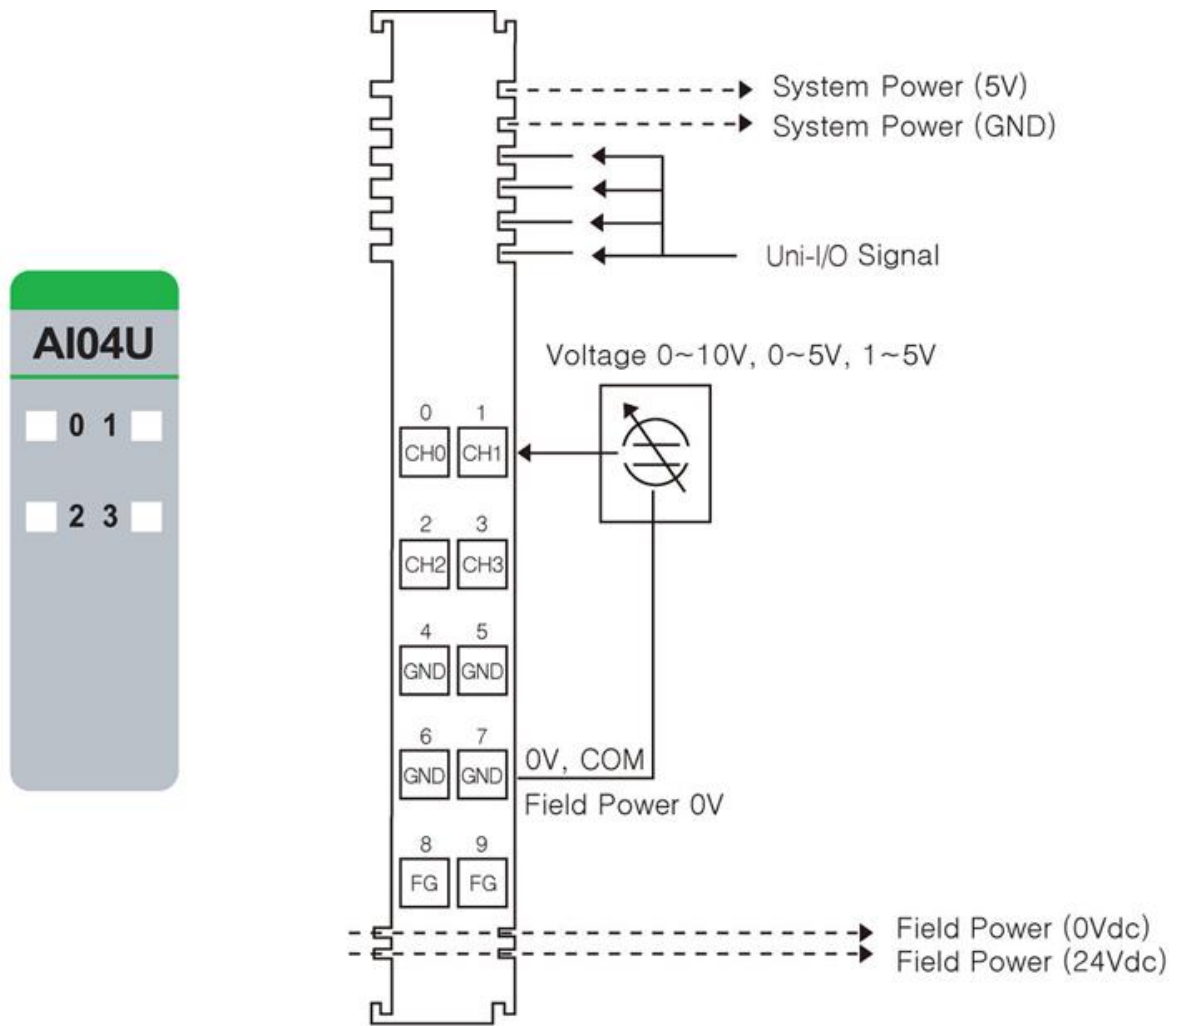 System Power (5V)
System Power (GND)
Uni-I/O Signal
AI04U
0 1
2 3
Voltage 0~10V, 0~5V, 1~5V
0 1
CH0 CH1
2 3
CH2 CH3
4 5
GND GND
6 7
GND GND
0V, COM
Field Power 0V
8 9
FG FG
Field Power (0Vdc)
Field Power (24Vdc)